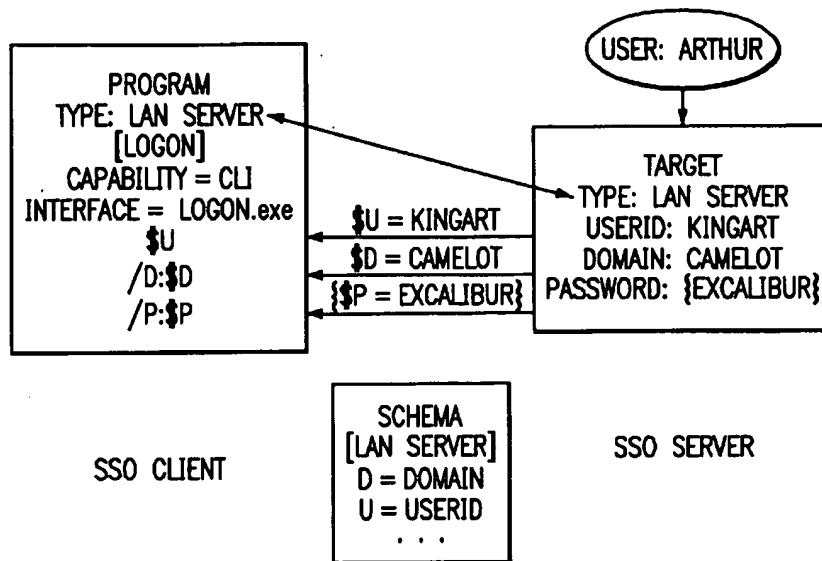 USER: ARTHUR
PROGRAM
TYPE: LAN SERVER
[LOGON]
CAPABILITY = CLI
INTERFACE = LOGON.exe
$U
/D:$D
/P:$P
$U = KINGART
$D = CAMELOT
{$P = EXCALIBUR}
TARGET
TYPE: LAN SERVER
USERID: KINGART
DOMAIN: CAMELOT
PASSWORD: {EXCALIBUR}
SSO CLIENT
SCHEMA
[LAN SERVER]
D = DOMAIN
U = USERID
. . .
SSO SERVER